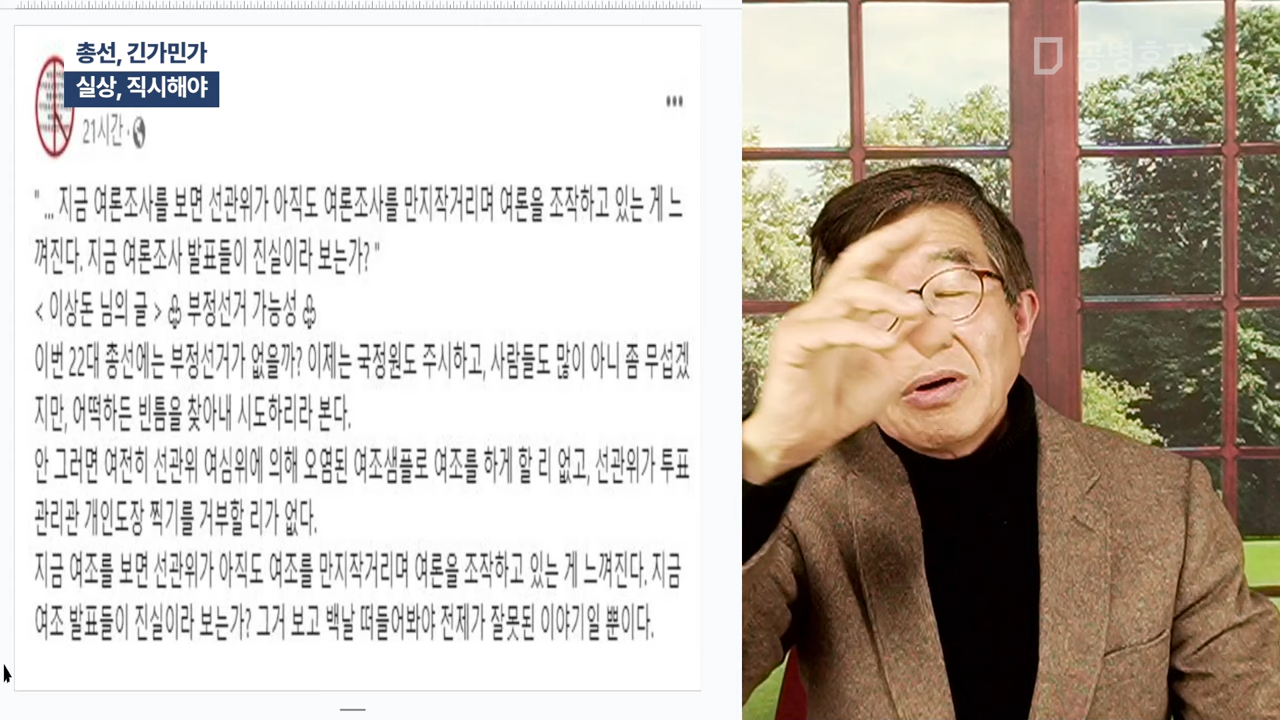 총선, 긴가민가
실상, 직시해야
21시간
" ... 지금 여론조사를 보면 선관위가 아직도 여론조사를 만지작거리며 여론을 조작하고 있는 게 느
껴진다. 지금 여론조사 발표들이 진실이라 보는가? "
< 이상돈 님의 글 > 부정선거 가능성
이번 22대 총선에는 부정선거가 없을까? 이제는 국정원도 주시하고, 사람들도 많이 아니 좀 무섭겠
지만, 어떡하든 빈틈을 찾아내 시도하리라 본다.
안 그러면 여전히 선관위 여심위에 의해 오염된 여조샘플로 여조를 하게 할 리 없고, 선관위가 투표
관리관 개인도장 찍기를 거부할 리가 없다.
지금 여조를 보면 선관위가 아직도 여조를 만지작거리며 여론을 조작하고 있는 게 느껴진다. 지금
여조 발표들이 진실이라 보는가? 그거 보고 백날 떠들어봐야 전제가 잘못된 이야기일 뿐이다.